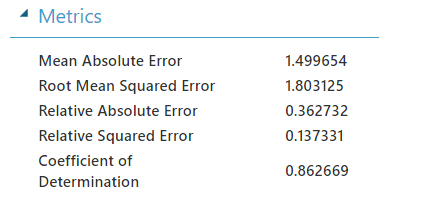 Metrics
Mean Absolute Error 1.499654
Root Mean Squared Error 1.803125
Relative Absolute Error 0.362732
Relative Squared Error 0.137331
Coefficient of
Determination 0.862669